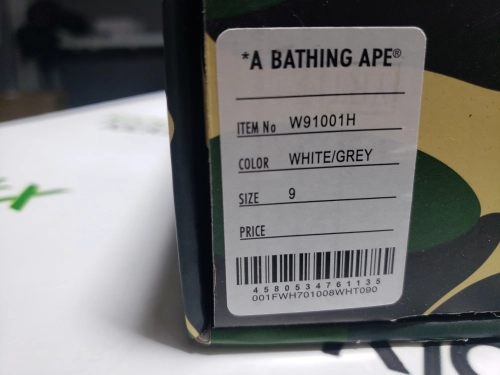 *A BATHING APE®
ITEM No W91001H
COLOR WHITE/GREY
SIZE 9
PRICE
4580534761135
001FWH701008WHT090